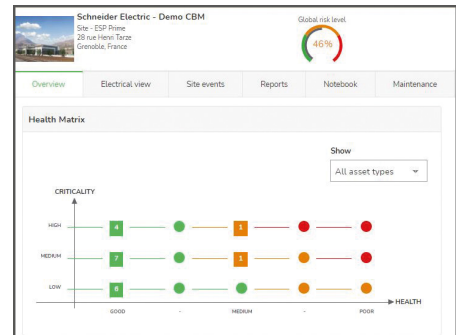 Schneider Electric - Demo CBM
Site - ESP Prime
28 rue Henri Tarze
Grenoble, France
Global risk level
46%
Overview Electrical view Site events Reports Notebook Maintenance
Health Matrix
Show
All asset types
CRITICALITY
HIGH 4 1
MEDIUM 7 1
LOW 6
HEALTH
GOOD - MEDIUM - POOR